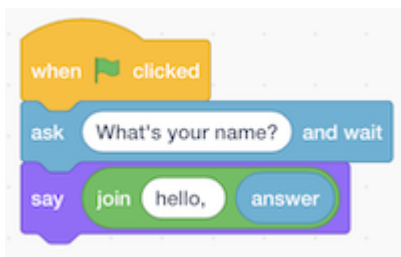 when clicked
ask What's your name? and wait
say join hello, answer